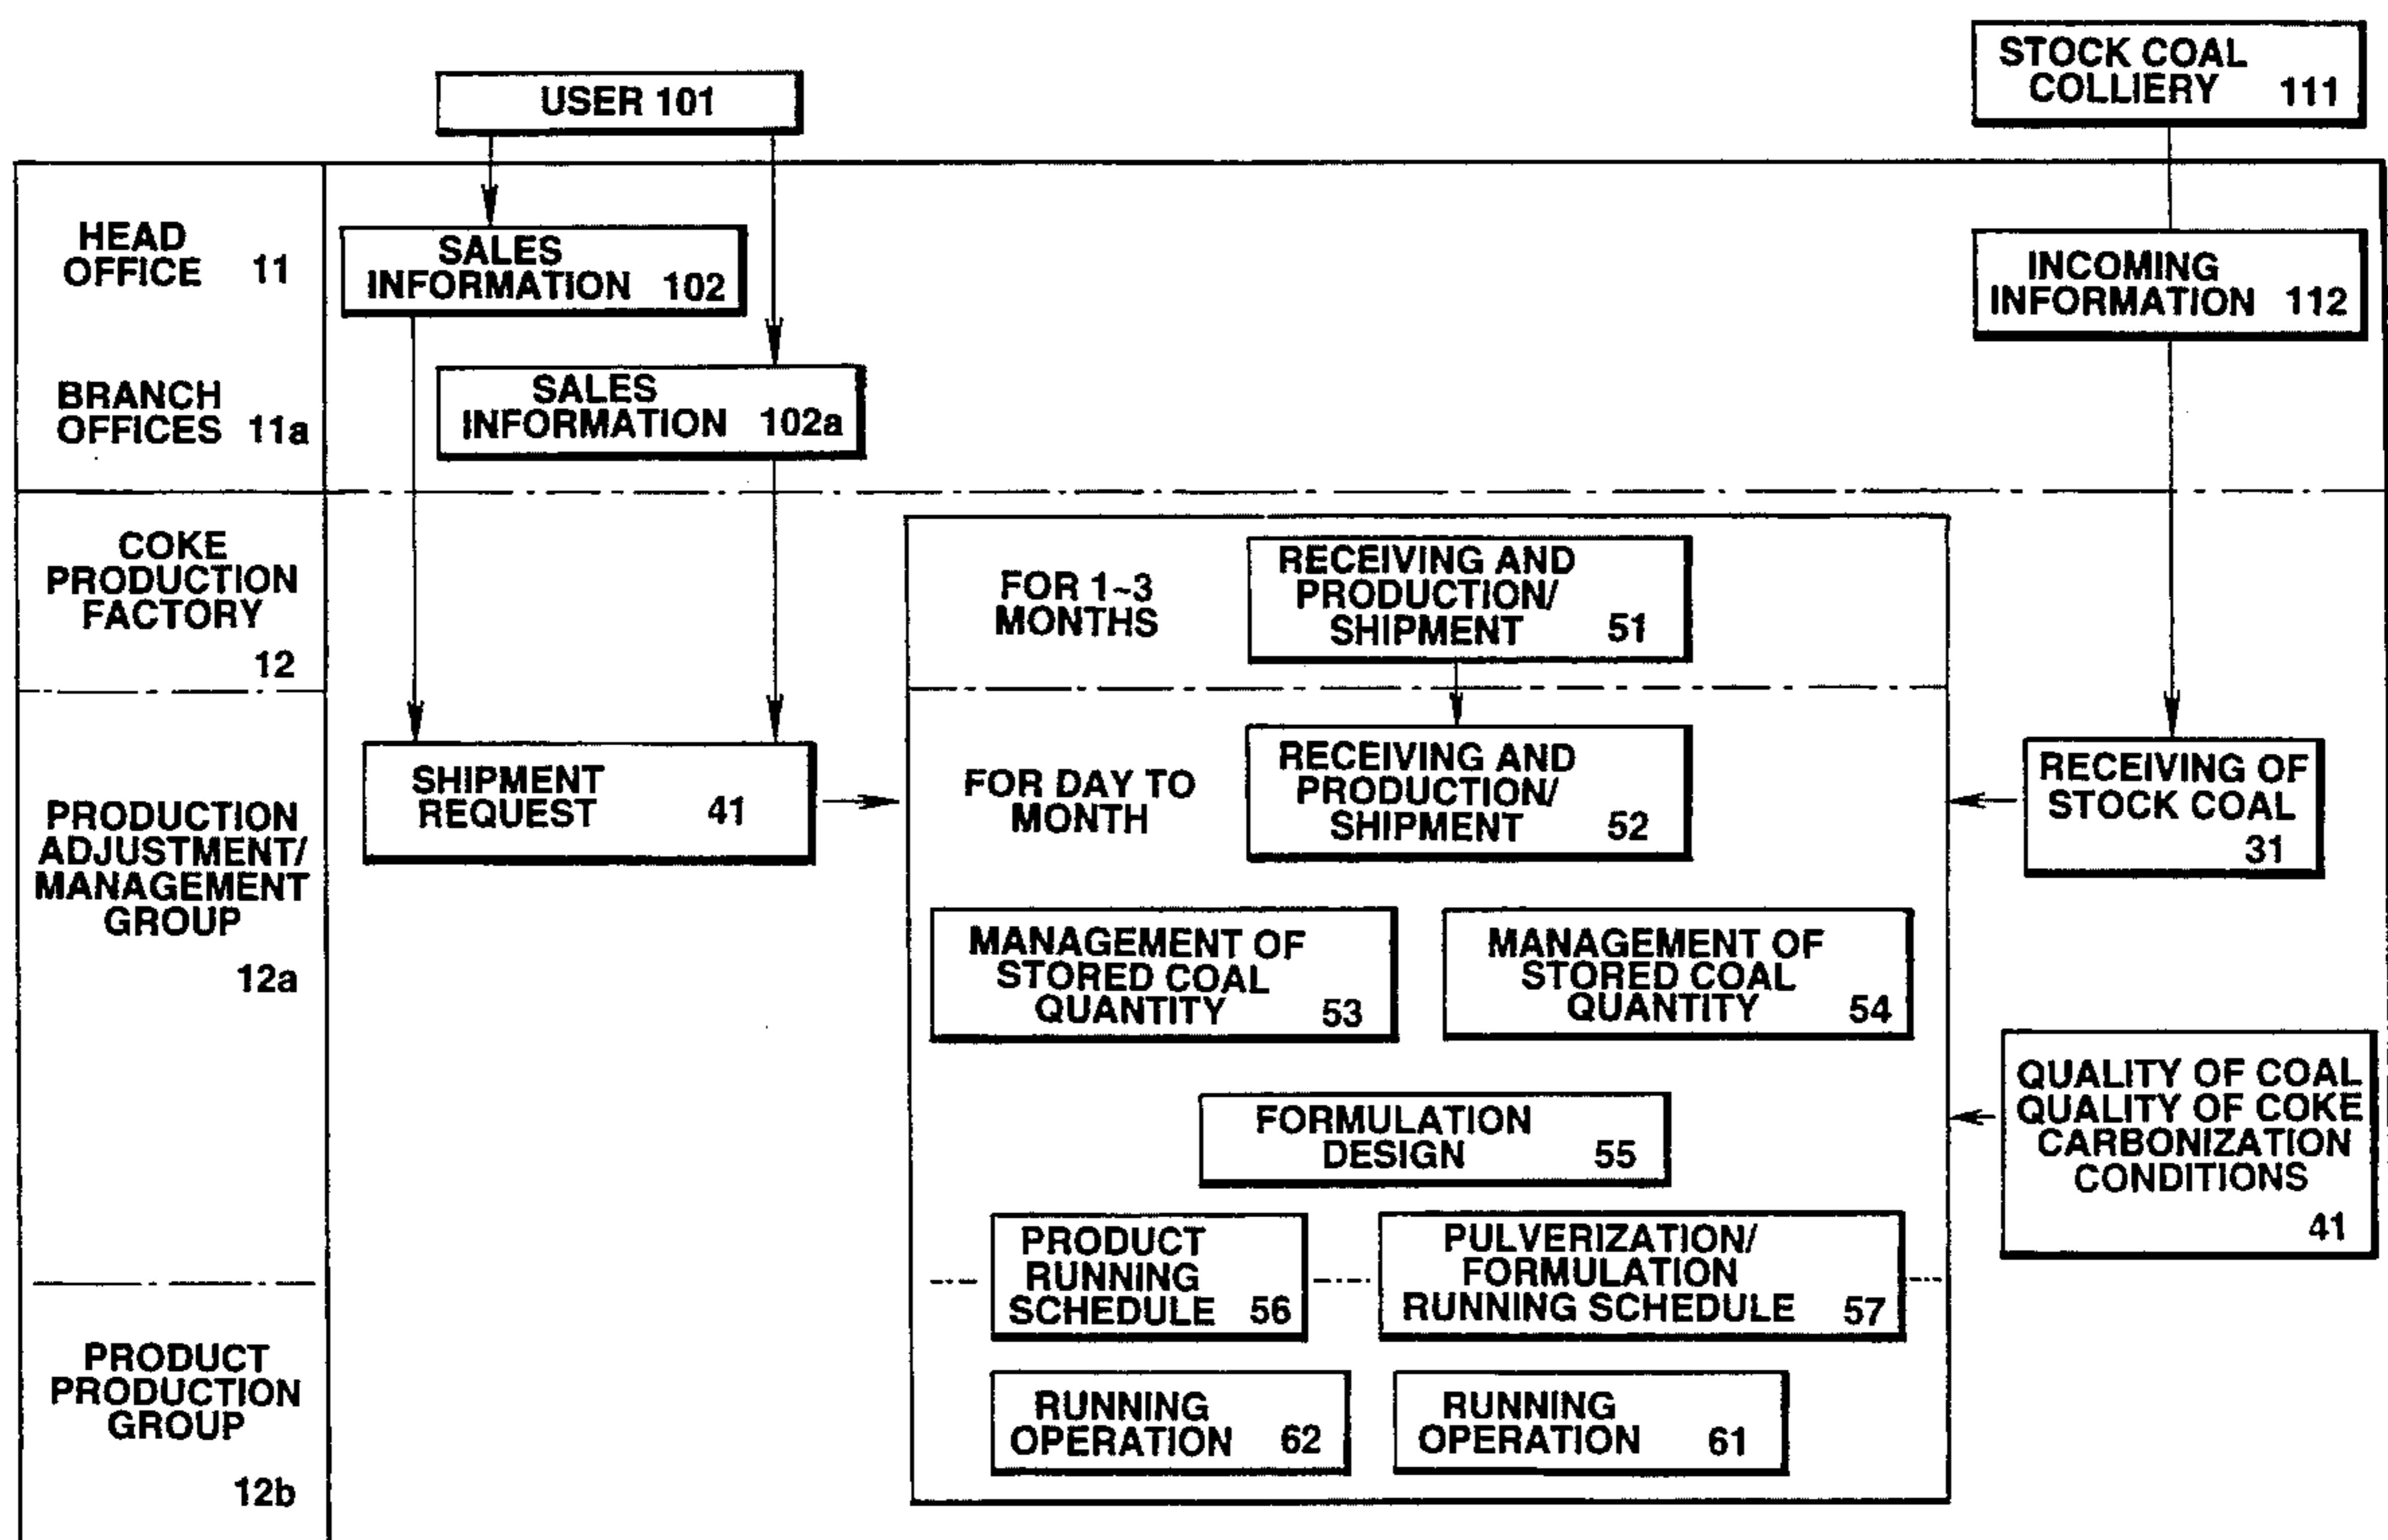 USER 101
STOCK COAL
COLLIERY 111
HEAD
OFFICE 11
SALES
INFORMATION 102
INCOMING
INFORMATION 112
BRANCH
OFFICES 11a
SALES
INFORMATION 102a
COKE
PRODUCTION
FACTORY
12
FOR 1~3
MONTHS
RECEIVING AND
PRODUCTION/
SHIPMENT 51
PRODUCTION
ADJUSTMENT/
MANAGEMENT
GROUP
12a
SHIPMENT
REQUEST 41
FOR DAY TO
MONTH
RECEIVING AND
PRODUCTION/
SHIPMENT 52
RECEIVING OF
STOCK COAL
31
MANAGEMENT OF
STORED COAL
QUANTITY 53
MANAGEMENT OF
STORED COAL
QUANTITY 54
FORMULATION
DESIGN 55
QUALITY OF COAL
QUALITY OF COKE
CARBONIZATION
CONDITIONS
41
PRODUCT
RUNNING
SCHEDULE 56
PULVERIZATION/
FORMULATION
RUNNING SCHEDULE 57
PRODUCT
PRODUCTION
GROUP
12b
RUNNING
OPERATION 62
RUNNING
OPERATION 61